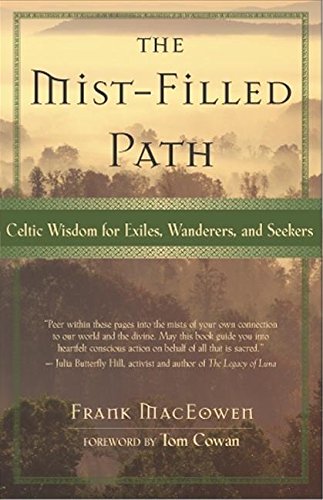 THE
MIST-FILLED
PATH
Celtic Wisdom for Exiles, Wanderers, and Seekers
"Peer within these pages into the mists of your own connection
to our world and the divine. May this book guide you into
heartfelt conscious action on behalf of all that is sacred."
— Julia Butterfly Hill, activist and author of The Legacy of Luna
FRANK MACEOWEN
FOREWORD BY TOM COWAN